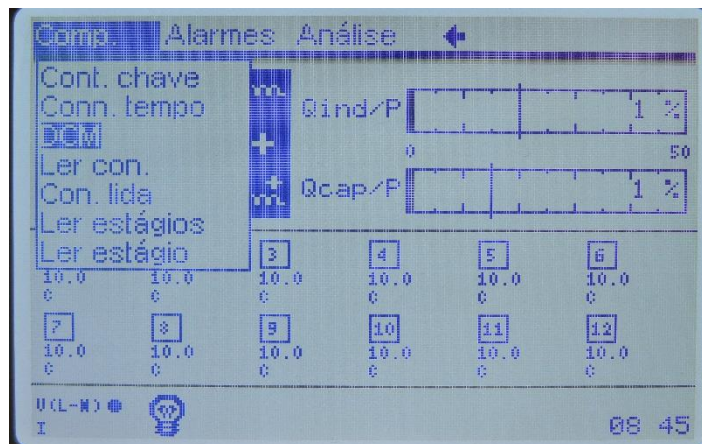 Comp. Alarmes Análise
Cont. chave
Conn. tempo
DCM
Ler con.
Con. lida
Ler estágios
Ler estágio
Qind/P 1 %
0 50
Qcap/P 1 %
3 4 5 6
10.0 10.0 10.0 10.0 10.0 10.0
C C C C C C
7 8 9 10 11 12
10.0 10.0 10.0 10.0 10.0 10.0
C C C C C C
V(L-N)
I
08 45